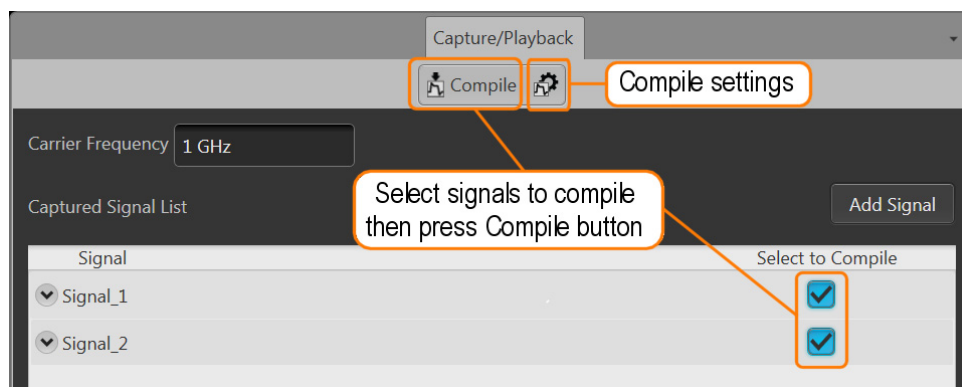 Capture/Playback
Compile
Compile settings
Carrier Frequency 1 GHz
Select signals to compile
then press Compile button
Captured Signal List
Add Signal
Signal
Select to Compile
Signal_1
Signal_2